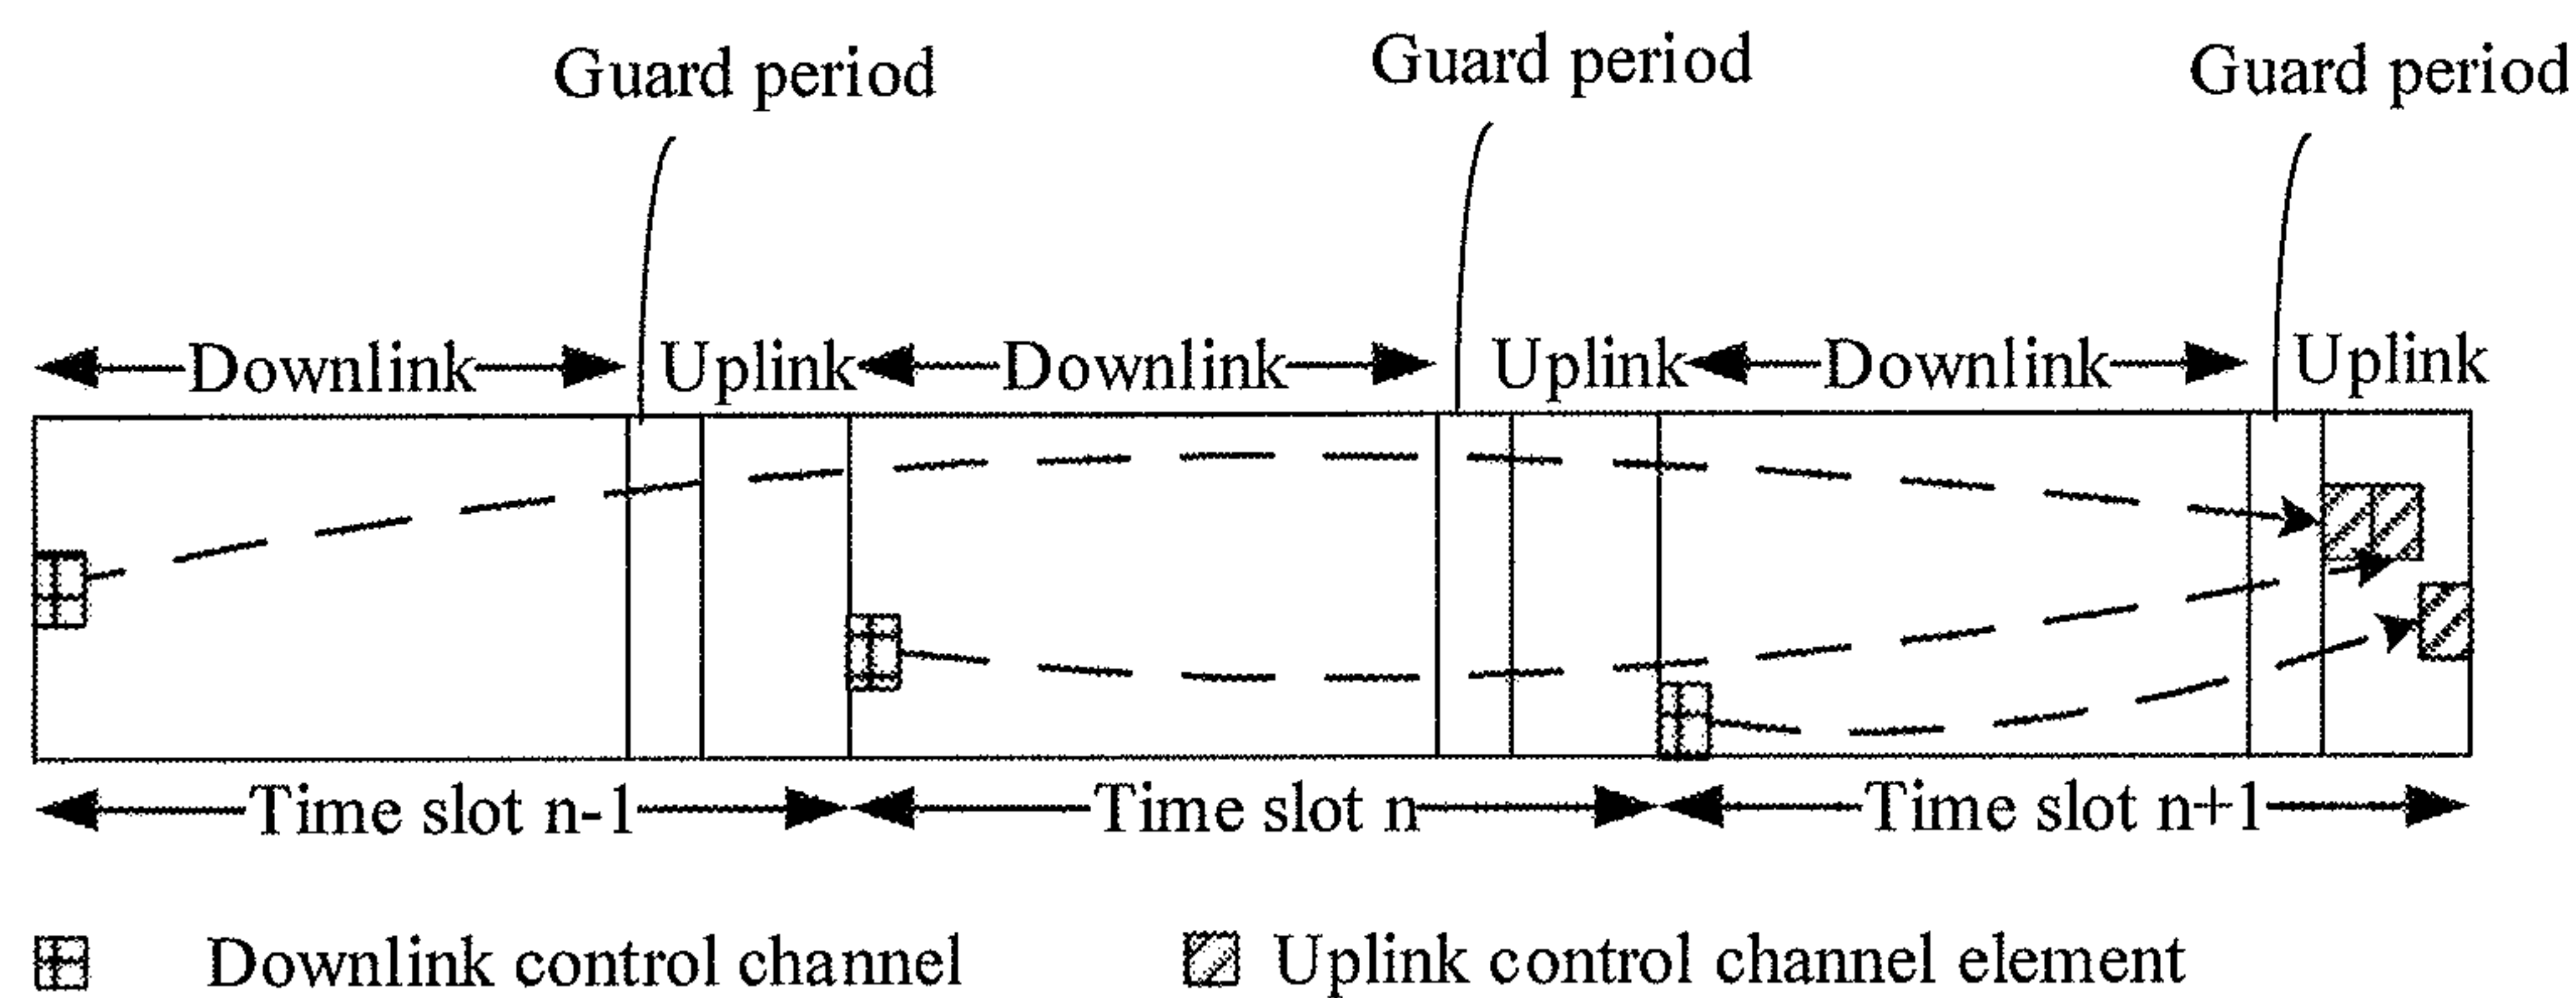 Guard period Guard period Guard period
Downlink Uplink Downlink Uplink Downlink Uplink
Time slot n-1 Time slot n Time slot n+1
Downlink control channel Uplink control channel element